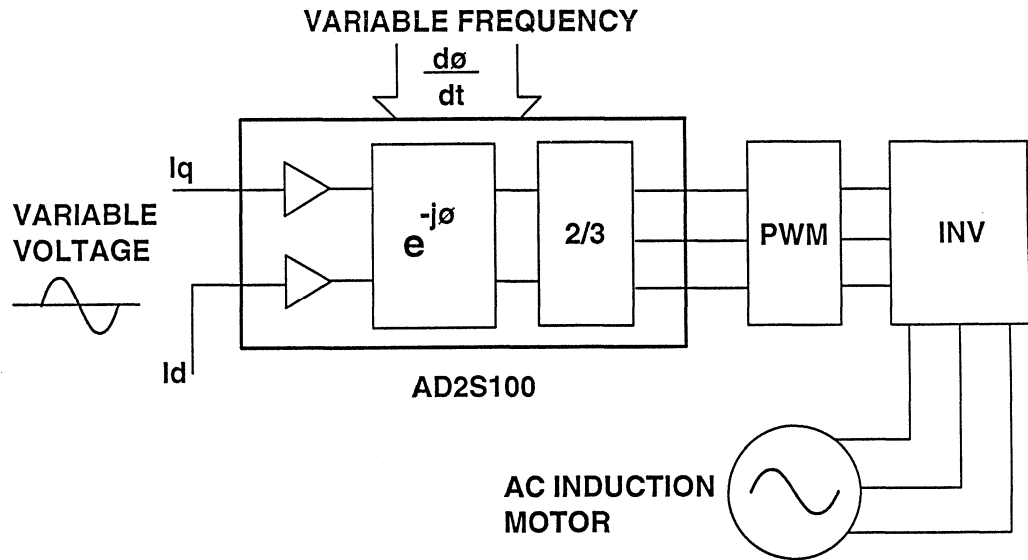 VARIABLE FREQUENCY
dø
dt
Iq
VARIABLE
VOLTAGE
Id
e-jø
2/3
PWM
INV
AD2S100
AC INDUCTION
MOTOR